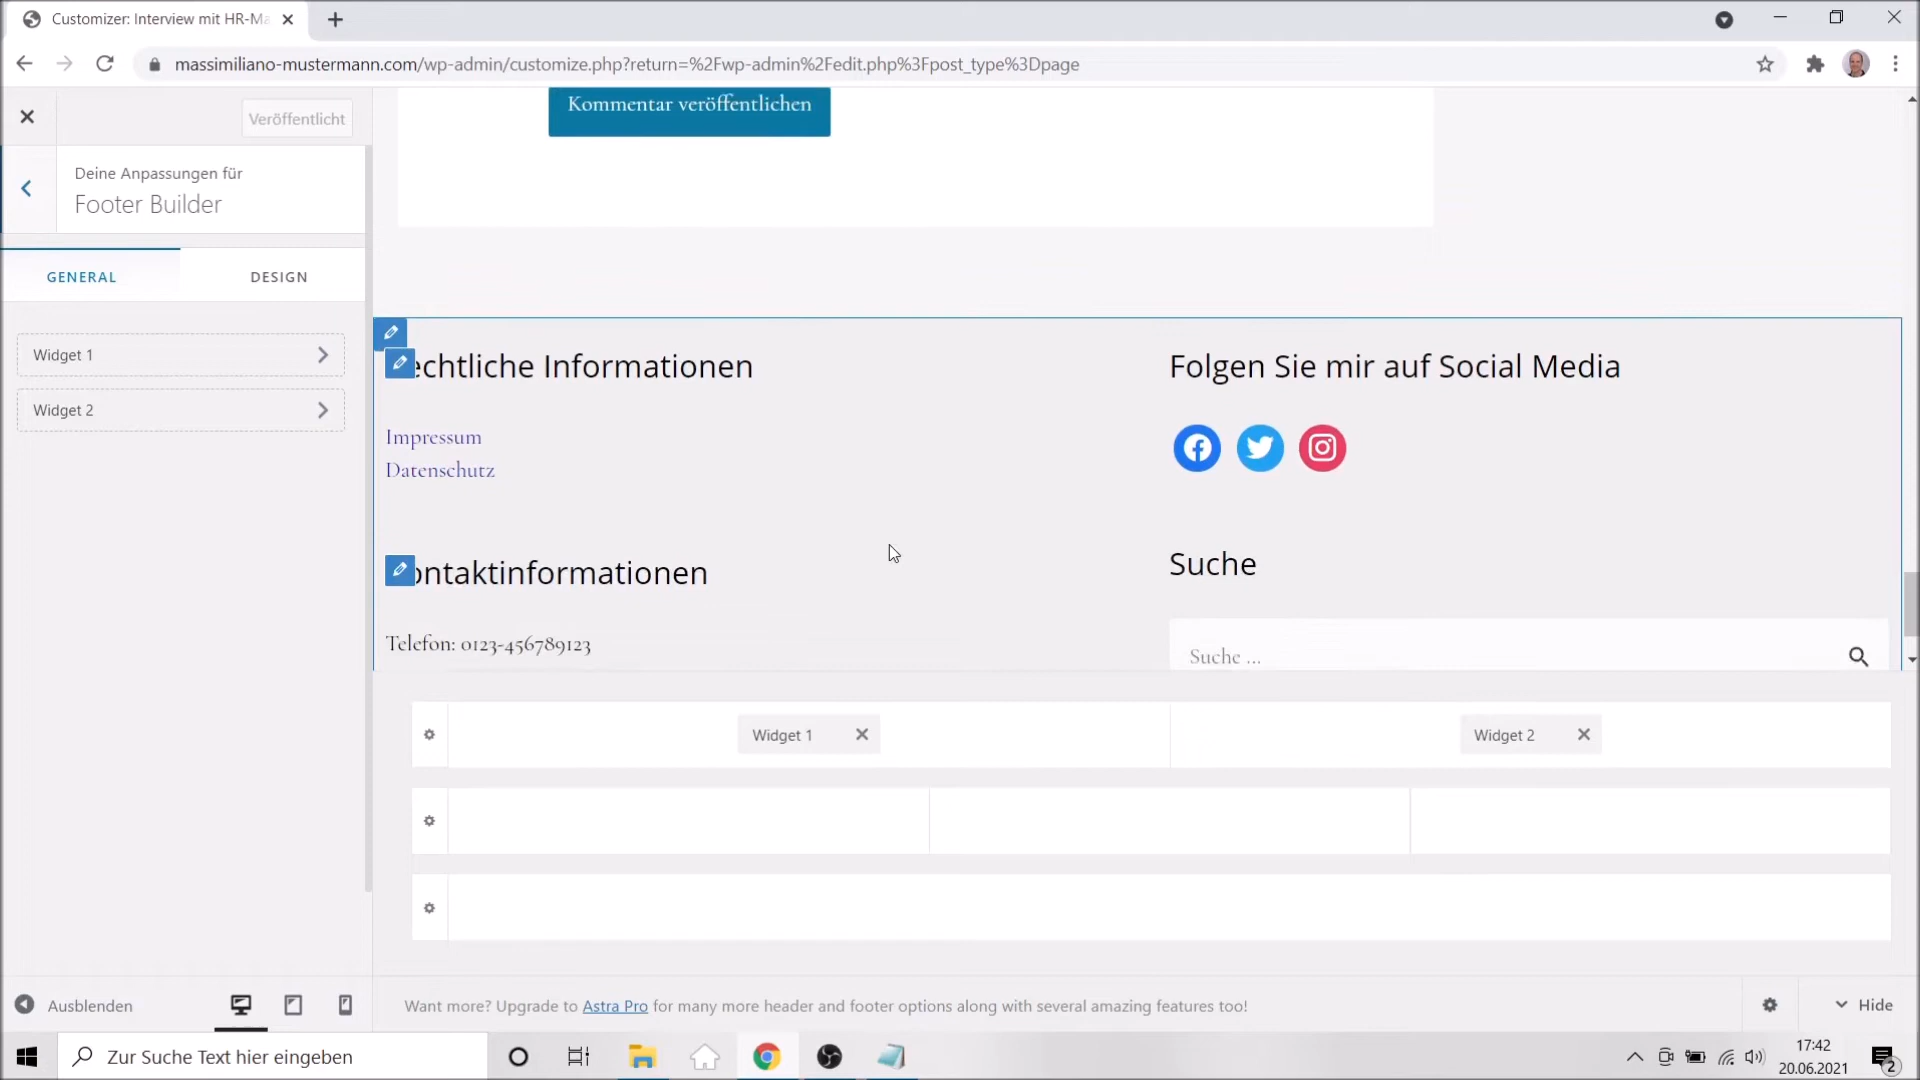 Customizer: Interview mit HR-Ma
massimiliano-mustermann.com/wp-admin/customize.php?return=%2Fwp-admin%2Fedit.php%3Fpost_type%3Dpage
Veröffentlicht
Deine Anpassungen für
Footer Builder
GENERAL
DESIGN
Widget 1
Widget 2
Kommentar veröffentlichen
echtliche Informationen
Impressum
Datenschutz
Folgen Sie mir auf Social Media
ontaktinformationen
Telefon: 0123-456789123
Suche
Suche ...
Widget 1
Widget 2
Ausblenden
Want more? Upgrade to Astra Pro for many more header and footer options along with several amazing features too!
Hide
Zur Suche Text hier eingeben
17:42
20.06.2021
2